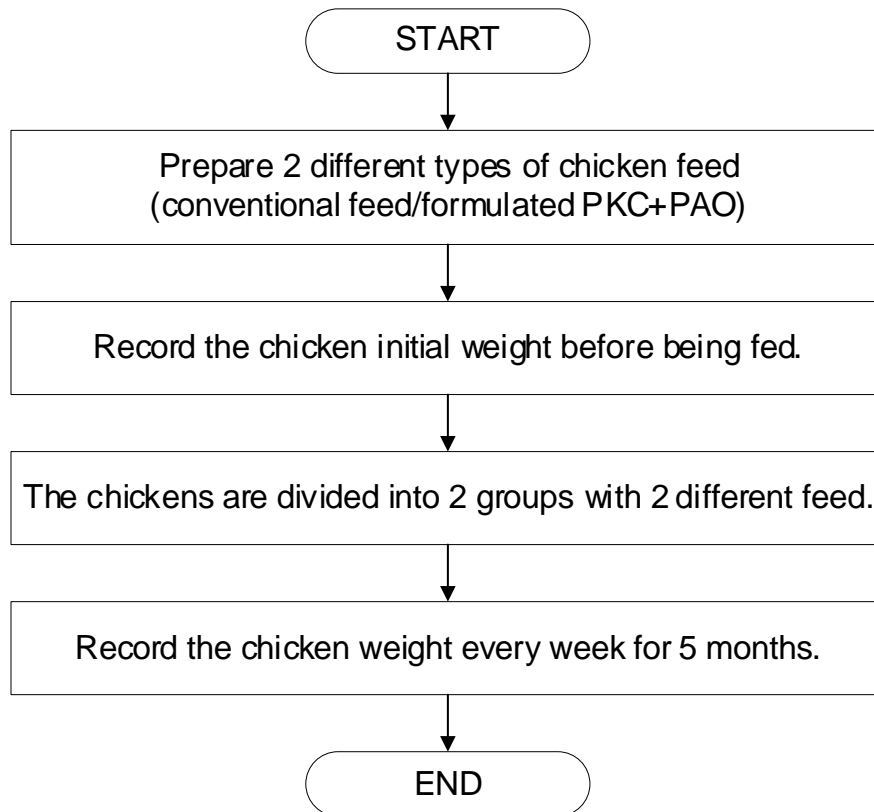 START
Prepare 2 different types of chicken feed
(conventional feed/formulated PKC+PAO)
Record the chicken initial weight before being fed.
The chickens are divided into 2 groups with 2 different feed.
Record the chicken weight every week for 5 months.
END